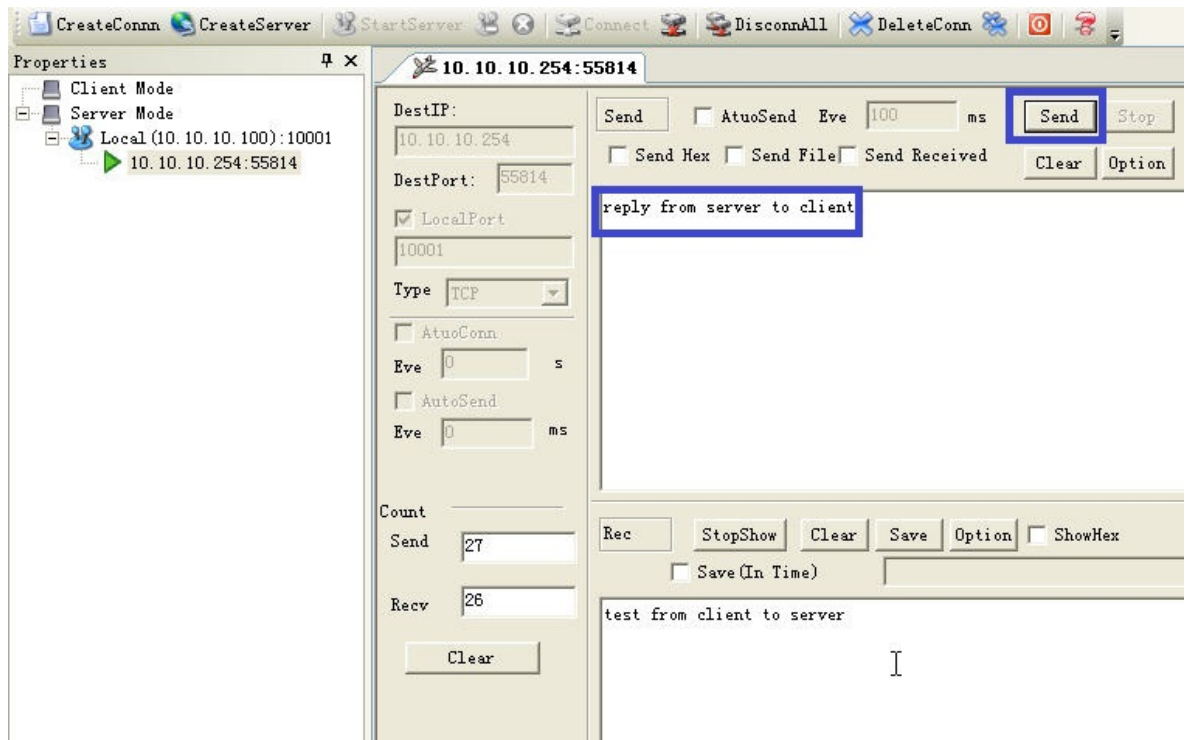 CreateConnn CreateServer StartServer Connect DisconnAll DeleteConn
Properties
Client Mode
Server Mode
Local(10.10.10.100):10001
10.10.10.254:55814
10.10.10.254:55814
DestIP:
10.10.10.254
DestPort: 55814
LocalPort
10001
Type TCP
AtuoConn
Eve 0 s
AutoSend
Eve 0 ms
Count
Send 27
Recv 26
Clear
Send AtuoSend Eve 100 ms Send Stop
Send Hex Send File Send Received Clear Option
reply from server to client
Rec StopShow Clear Save Option ShowHex
Save(In Time)
test from client to server